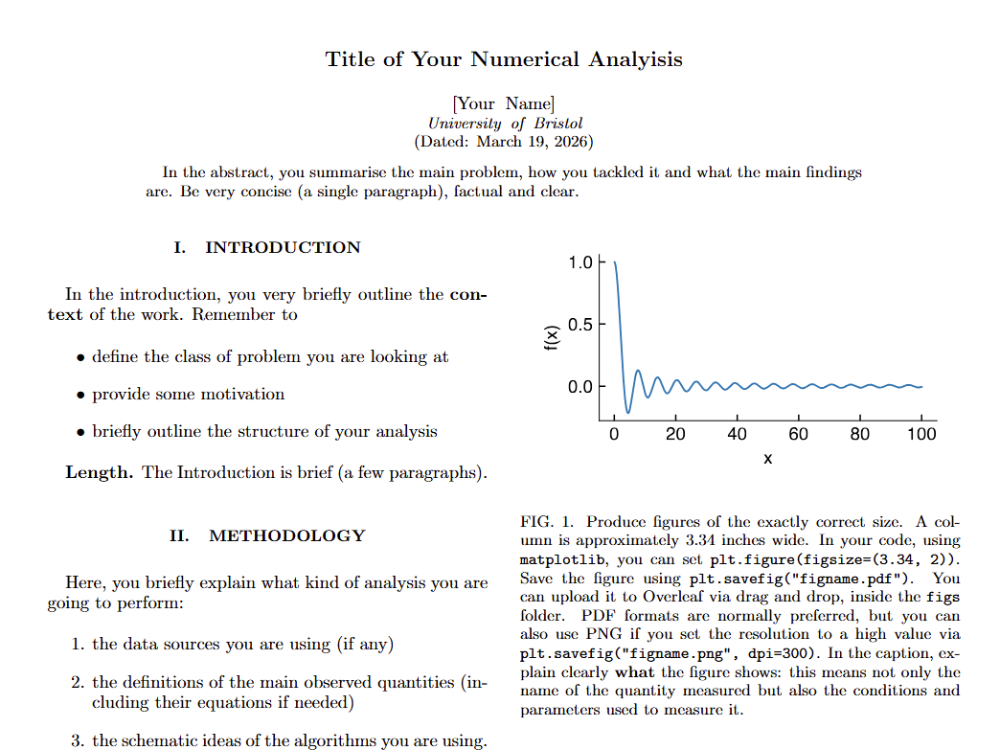 Title of Your Numerical Analyisis
[Your Name]
University of Bristol
(Dated: March 19, 2026)
In the abstract, you summarise the main problem, how you tackled it and what the main findings
are. Be very concise (a single paragraph), factual and clear.
I. INTRODUCTION
In the introduction, you very briefly outline the con-
text of the work. Remember to
• define the class of problem you are looking at
• provide some motivation
• briefly outline the structure of your analysis
Length. The Introduction is brief (a few paragraphs).
II. METHODOLOGY
Here, you briefly explain what kind of analysis you are
going to perform:
1. the data sources you are using (if any)
2. the definitions of the main observed quantities (in-
cluding their equations if needed)
3. the schematic ideas of the algorithms you are using.
1.0
0.5
0.0
f(x)
0 20 40 60 80 100
x
FIG. 1. Produce figures of the exactly correct size. A col-
umn is approximately 3.34 inches wide. In your code, using
matplotlib, you can set plt.figure(figsize=(3.34, 2)).
Save the figure using plt.savefig("figname.pdf"). You
can upload it to Overleaf via drag and drop, inside the figs
folder. PDF formats are normally preferred, but you can
also use PNG if you set the resolution to a high value via
plt.savefig("figname.png", dpi=300). In the caption, ex-
plain clearly what the figure shows: this means not only the
name of the quantity measured but also the conditions and
parameters used to measure it.